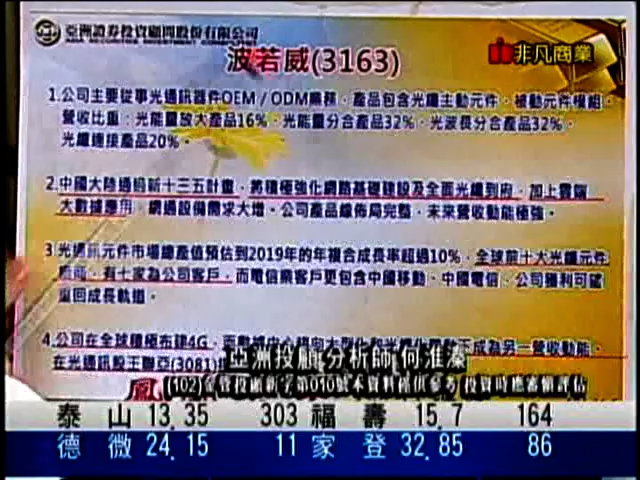 亞洲證券投資顧問股份有限公司
波若威(3163)
非凡商業
1.公司主要從事光通訊器件OEM／ODM業務，產品包含光纖主動元件、被動元件模組，
營收比重：光能量放大產品16%、光能量分合產品32%、光波長分合產品32%、
光纖連接產品20%。
2.中國大陸通過新十三五計畫，將積極強化網路基礎建設及全面光纖到府，加上雲端
大數據應用，網通設備需求大增。公司產品線佈局完整，未來營收動能極強。
3.光通訊元件市場總產值預估到2019年的年複合成長率超過10%，全球前十大光纖元件
廠商，有七家為公司客戶，而電信業客戶更包含中國移動、中國電信，公司獲利可望
重回成長軌道。
4.公司在全球積極布建4G，
成為另一營收動能，
在光通訊股王聯亞(3081)
亞洲投顧 分析師 何淮溱
(102)金管投顧新字第010號本資料僅供參考 投資時應審慎評估
泰 山 13.35 303 福 壽 15.7 164
德 微 24.15 11 家 登 32.85 86